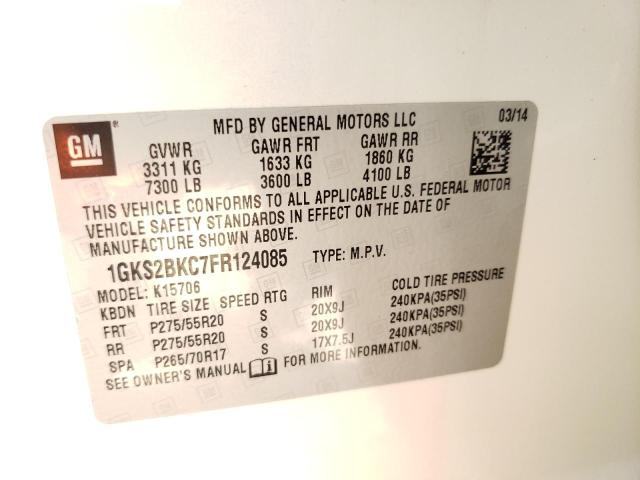 GM ®
MFD BY GENERAL MOTORS LLC 03/14
GVWR GAWR FRT GAWR RR
3311 KG 1633 KG 1860 KG
7300 LB 3600 LB 4100 LB
THIS VEHICLE CONFORMS TO ALL APPLICABLE U.S. FEDERAL MOTOR
VEHICLE SAFETY STANDARDS IN EFFECT ON THE DATE OF
MANUFACTURE SHOWN ABOVE.
1GKS2BKC7FR124085 TYPE: M.P.V.
MODEL: K15706
KBDN TIRE SIZE SPEED RTG RIM COLD TIRE PRESSURE
FRT P275/55R20 S 20X9J 240KPA(35PSI)
RR P275/55R20 S 20X9J 240KPA(35PSI)
SPA P265/70R17 S 17X7.5J 240KPA(35PSI)
SEE OWNER'S MANUAL FOR MORE INFORMATION.